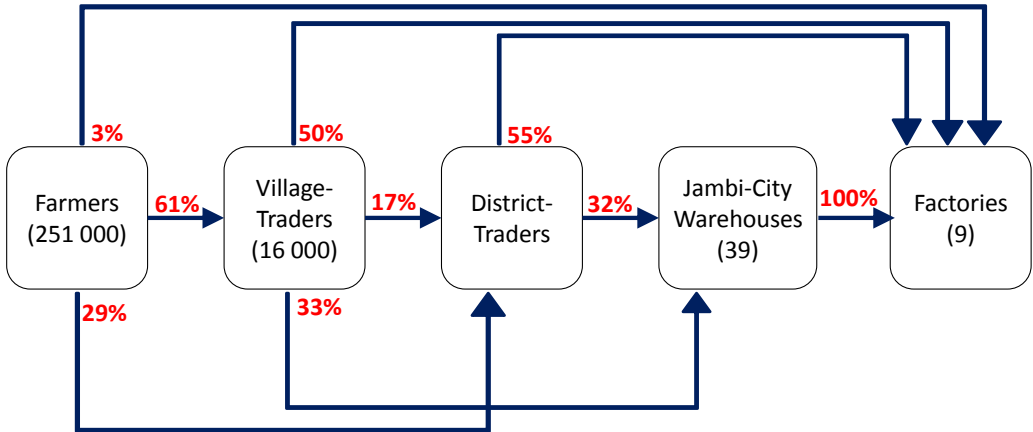 3%
50%
55%
Farmers
(251 000)
61%
Village-
Traders
(16 000)
17%
District-
Traders
32%
Jambi-City
Warehouses
(39)
100%
Factories
(9)
29%
33%